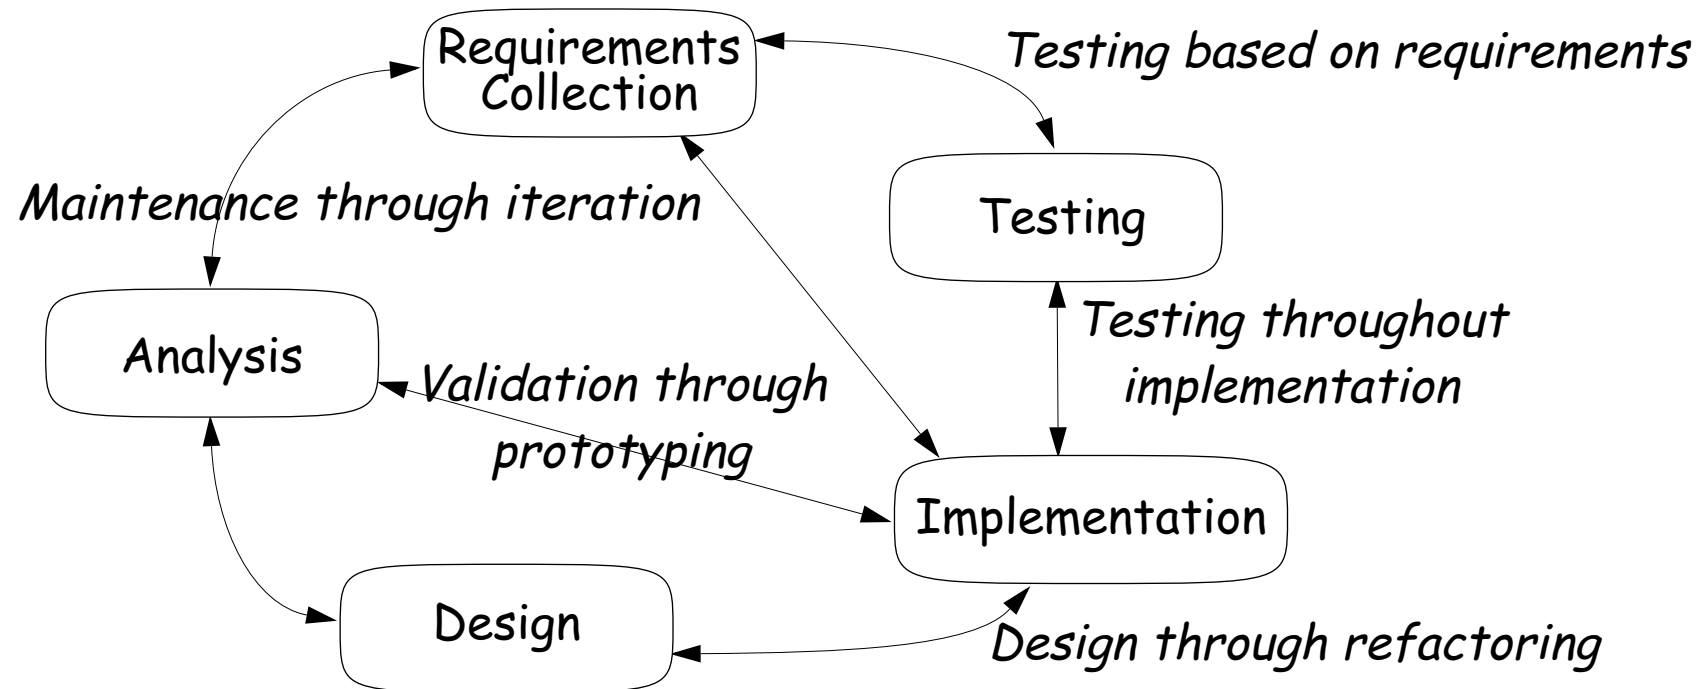 Requirements
Collection
Testing based on requirements
Maintenance through iteration
Testing
Testing throughout
implementation
Analysis
Validation through
prototyping
Implementation
Design
Design through refactoring